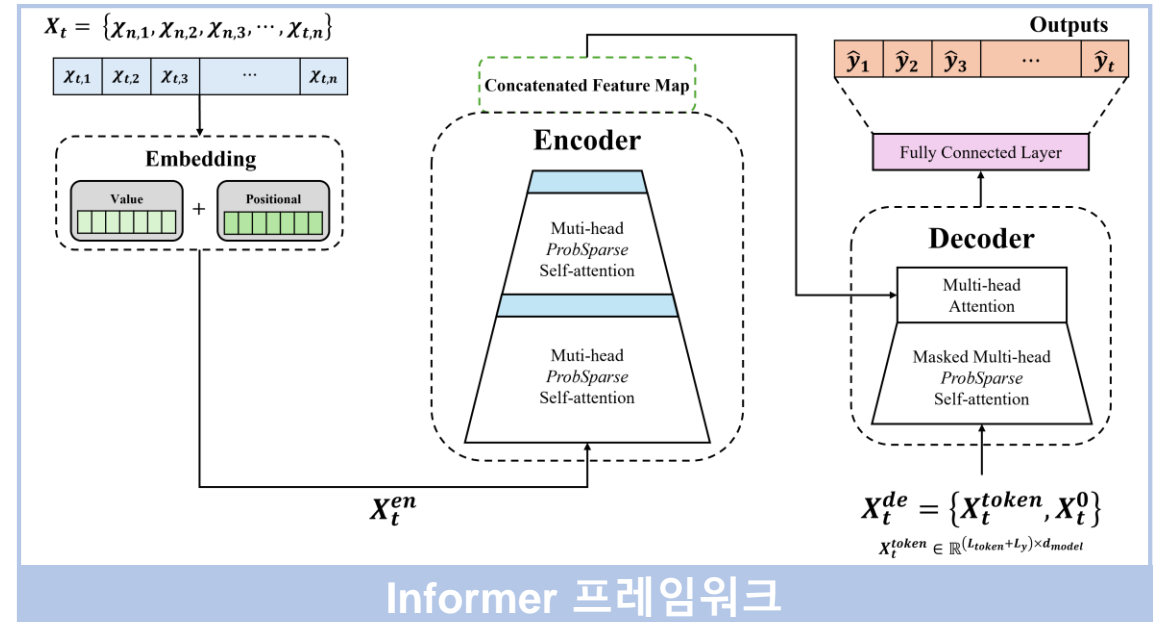 X_t = {χ_{n,1}, χ_{n,2}, χ_{n,3}, ⋯, χ_{t,n}}
χ_{t,1} χ_{t,2} χ_{t,3} ⋯ χ_{t,n}
Embedding
Value + Positional
X_t^{en}
Concatenated Feature Map
Encoder
Muti-head
ProbSparse
Self-attention
Muti-head
ProbSparse
Self-attention
Outputs
ŷ_1 ŷ_2 ŷ_3 ⋯ ŷ_t
Fully Connected Layer
Decoder
Multi-head
Attention
Masked Multi-head
ProbSparse
Self-attention
X_t^{de} = {X_t^{token}, X_t^0}
X_t^{token} ∈ ℝ^{(L_{token}+L_y)×d_{model}}
Informer 프레임워크